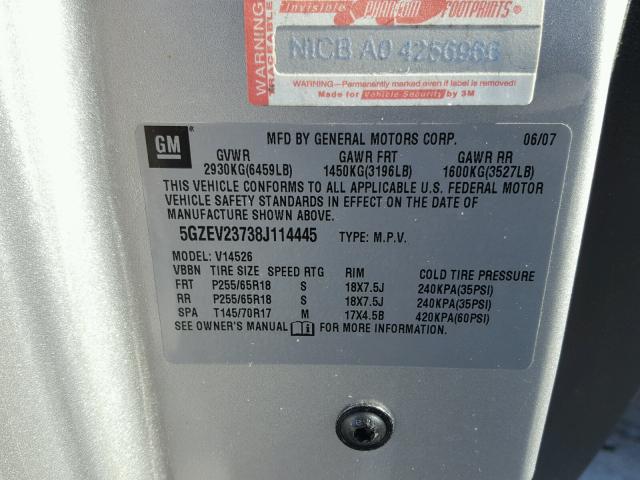 Invisible PHANTOM FOOTPRINTS®
WARNING
NICB A0 4256966
WARNING—Permanently marked even if label is removed!
Made for Vehicle Security by 3M
GM
MFD BY GENERAL MOTORS CORP. 06/07
GVWR GAWR FRT GAWR RR
2930KG(6459LB) 1450KG(3196LB) 1600KG(3527LB)
THIS VEHICLE CONFORMS TO ALL APPLICABLE U.S. FEDERAL MOTOR
VEHICLE SAFETY STANDARDS IN EFFECT ON THE DATE OF
MANUFACTURE SHOWN ABOVE.
5GZEV23738J114445 TYPE: M.P.V.
MODEL: V14526
VBBN TIRE SIZE SPEED RTG RIM COLD TIRE PRESSURE
FRT P255/65R18 S 18X7.5J 240KPA(35PSI)
RR P255/65R18 S 18X7.5J 240KPA(35PSI)
SPA T145/70R17 M 17X4.5B 420KPA(60PSI)
SEE OWNER'S MANUAL FOR MORE INFORMATION.